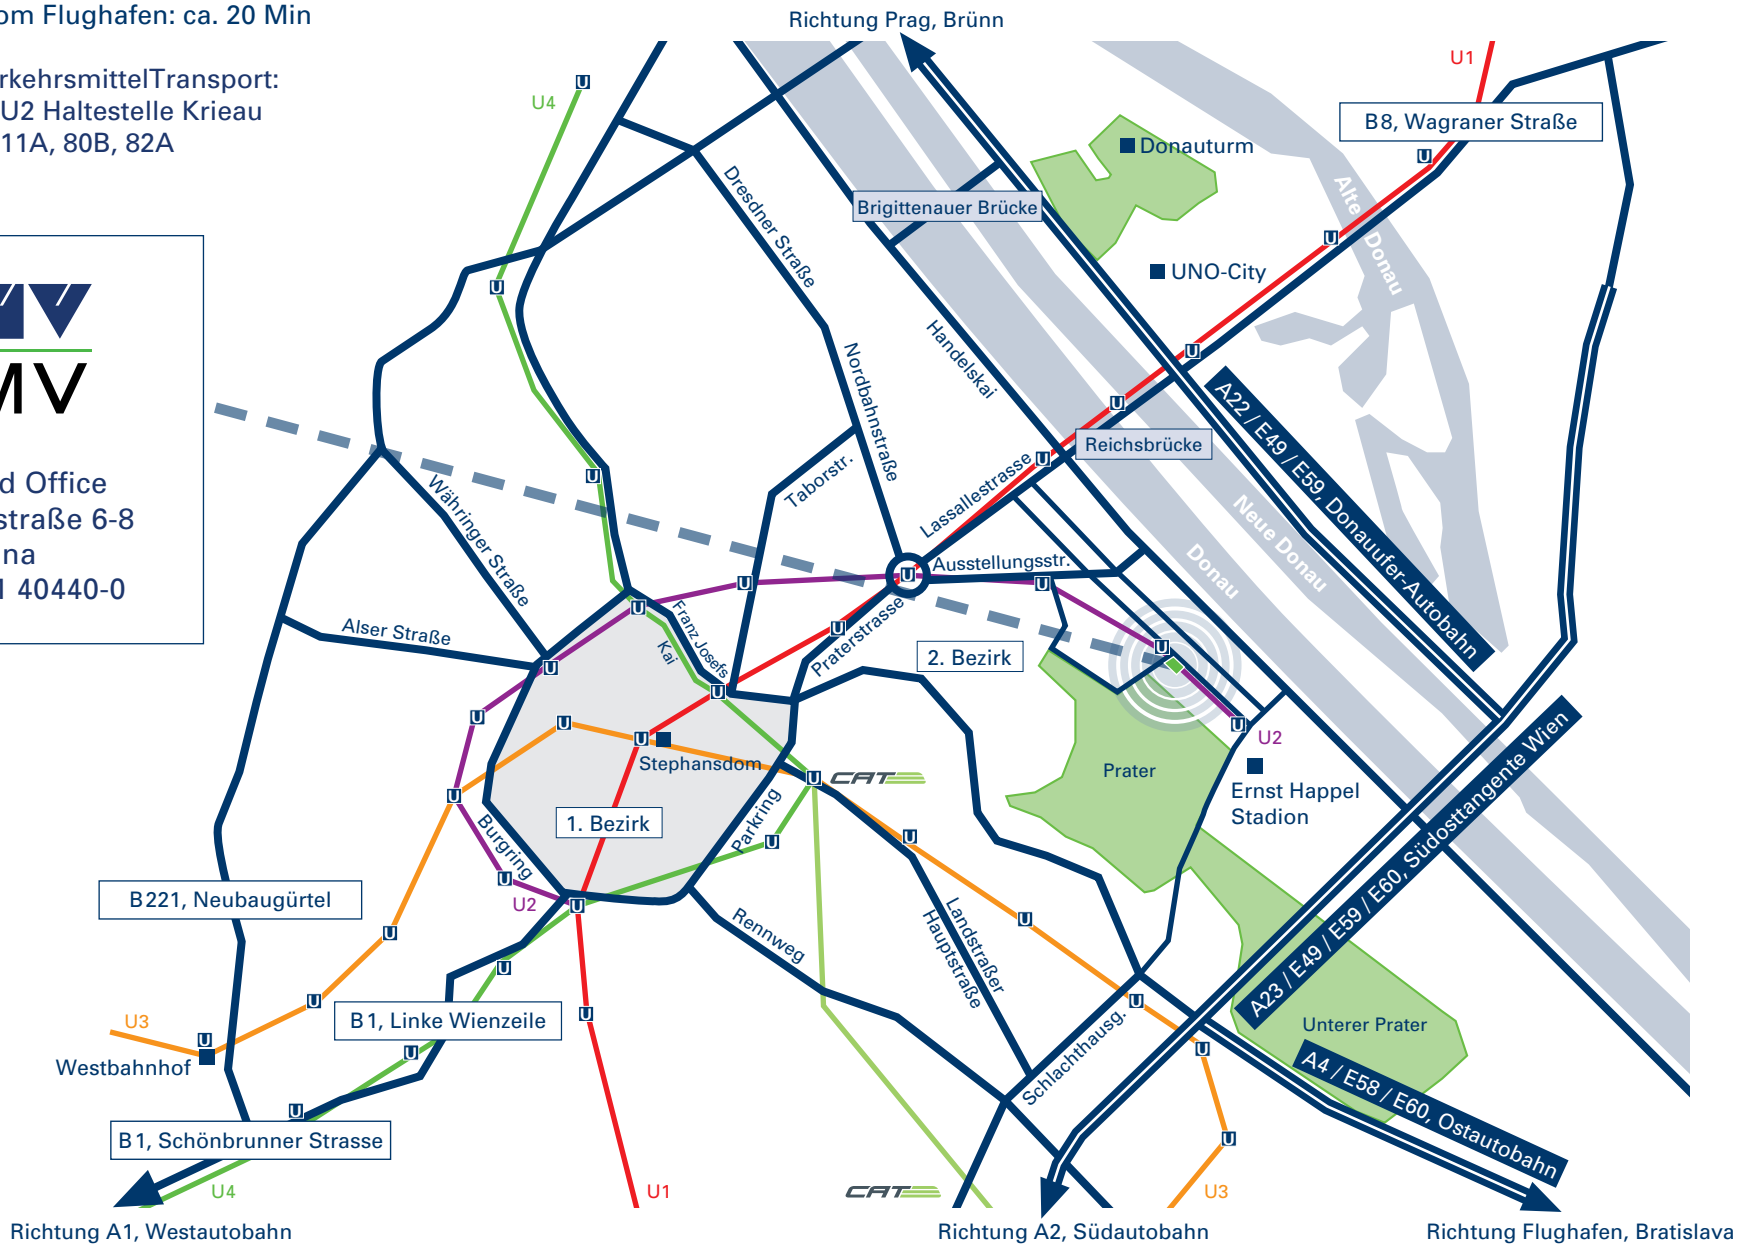 om Flughafen: ca. 20 Min
rkehrsmittelTransport:
U2 Haltestelle Krieau
11A, 80B, 82A
MV
d Office
straße 6-8
na
40440-0
Richtung Prag, Brünn
U4
U1
B8, Wagraner Straße
Donauturm
Dresdner Straße
Brigittenauer Brücke
Alte Donau
UNO-City
Handelskai
Nordbahnstraße
A22 / E49 / E59, Donauufer-Autobahn
Reichsbrücke
Taborstr.
Lassallestrasse
Währinger Straße
Neue Donau
Donau
Ausstellungsstr.
Alser Straße
Franz Josefs
Kai
Praterstrasse
2. Bezirk
U2
Stephansdom
CAT
Prater
Ernst Happel
Stadion
1. Bezirk
Burgring
Parkring
A23 / E49 / E59 / E60, Südosttangente Wien
B221, Neubaugürtel
U2
Rennweg
Landstraßer
Hauptstraße
U3
B1, Linke Wienzeile
Unterer Prater
Westbahnhof
Schlachthausg.
A4 / E58 / E60, Ostautobahn
B1, Schönbrunner Strasse
U4
U1
CAT
U3
Richtung A1, Westautobahn
Richtung A2, Südautobahn
Richtung Flughafen, Bratislava